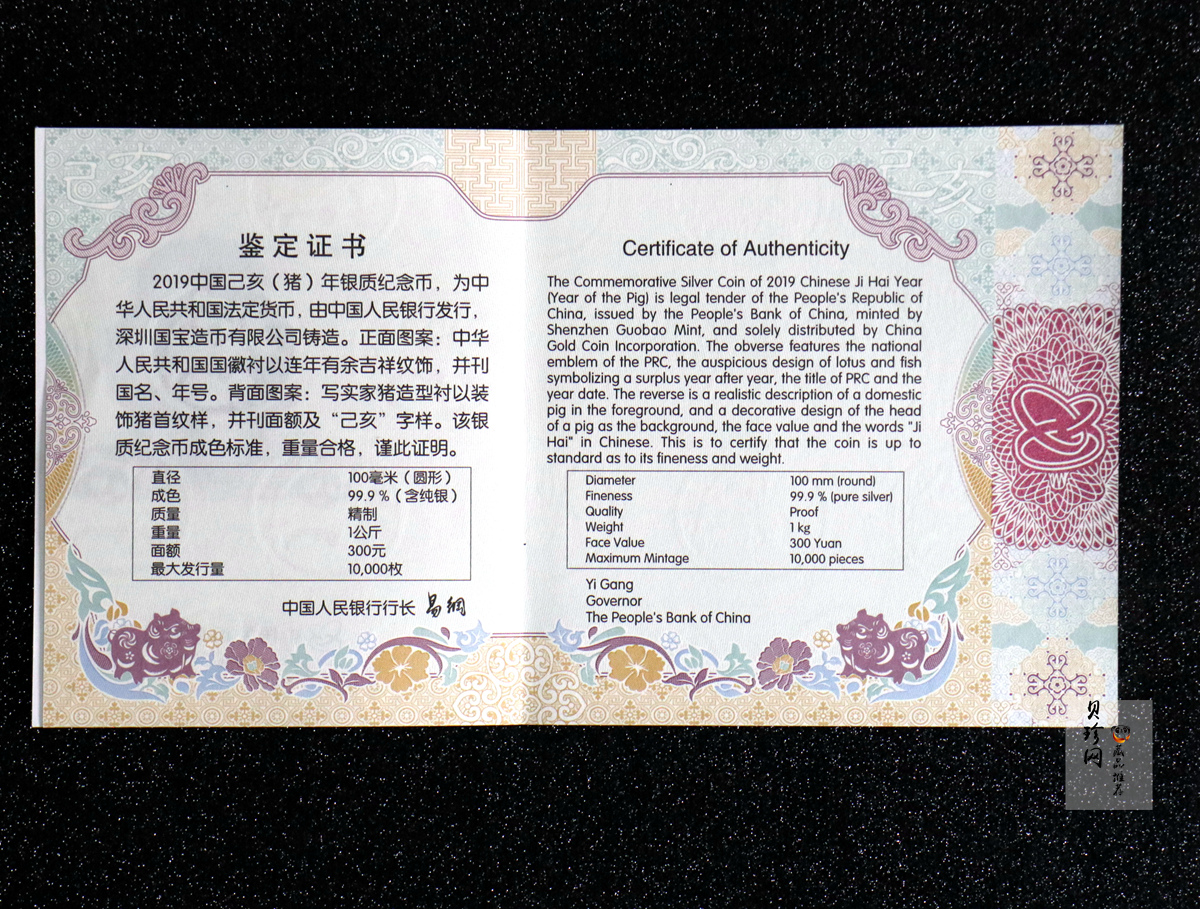 己亥
己亥
鉴定证书
2019中国己亥（猪）年银质纪念币，为中
华人民共和国法定货币，由中国人民银行发行，
深圳国宝造币有限公司铸造。正面图案：中华
人民共和国国徽衬以连年有余吉祥纹饰，并刊
国名、年号。背面图案：写实家猪造型衬以装
饰猪首纹样，并刊面额及“己亥”字样。该银
质纪念币成色标准，重量合格，谨此证明。
直径 100毫米（圆形）
成色 99.9％（含纯银）
质量 精制
重量 1公斤
面额 300元
最大发行量 10,000枚
中国人民银行行长 易纲
Certificate of Authenticity
The Commemorative Silver Coin of 2019 Chinese Ji Hai Year
(Year of the Pig) is legal tender of the People's Republic of
China, issued by the People's Bank of China, minted by
Shenzhen Guobao Mint, and solely distributed by China
Gold Coin Incorporation. The obverse features the national
emblem of the PRC, the auspicious design of lotus and fish
symbolizing a surplus year after year, the title of PRC and the
year date. The reverse is a realistic description of a domestic
pig in the foreground, and a decorative design of the head
of a pig as the background, the face value and the words "Ji
Hai" in Chinese. This is to certify that the coin is up to
standard as to its fineness and weight.
Diameter 100 mm (round)
Fineness 99.9 % (pure silver)
Quality Proof
Weight 1 kg
Face Value 300 Yuan
Maximum Mintage 10,000 pieces
Yi Gang
Governor
The People's Bank of China
贝珍网
藏品推荐